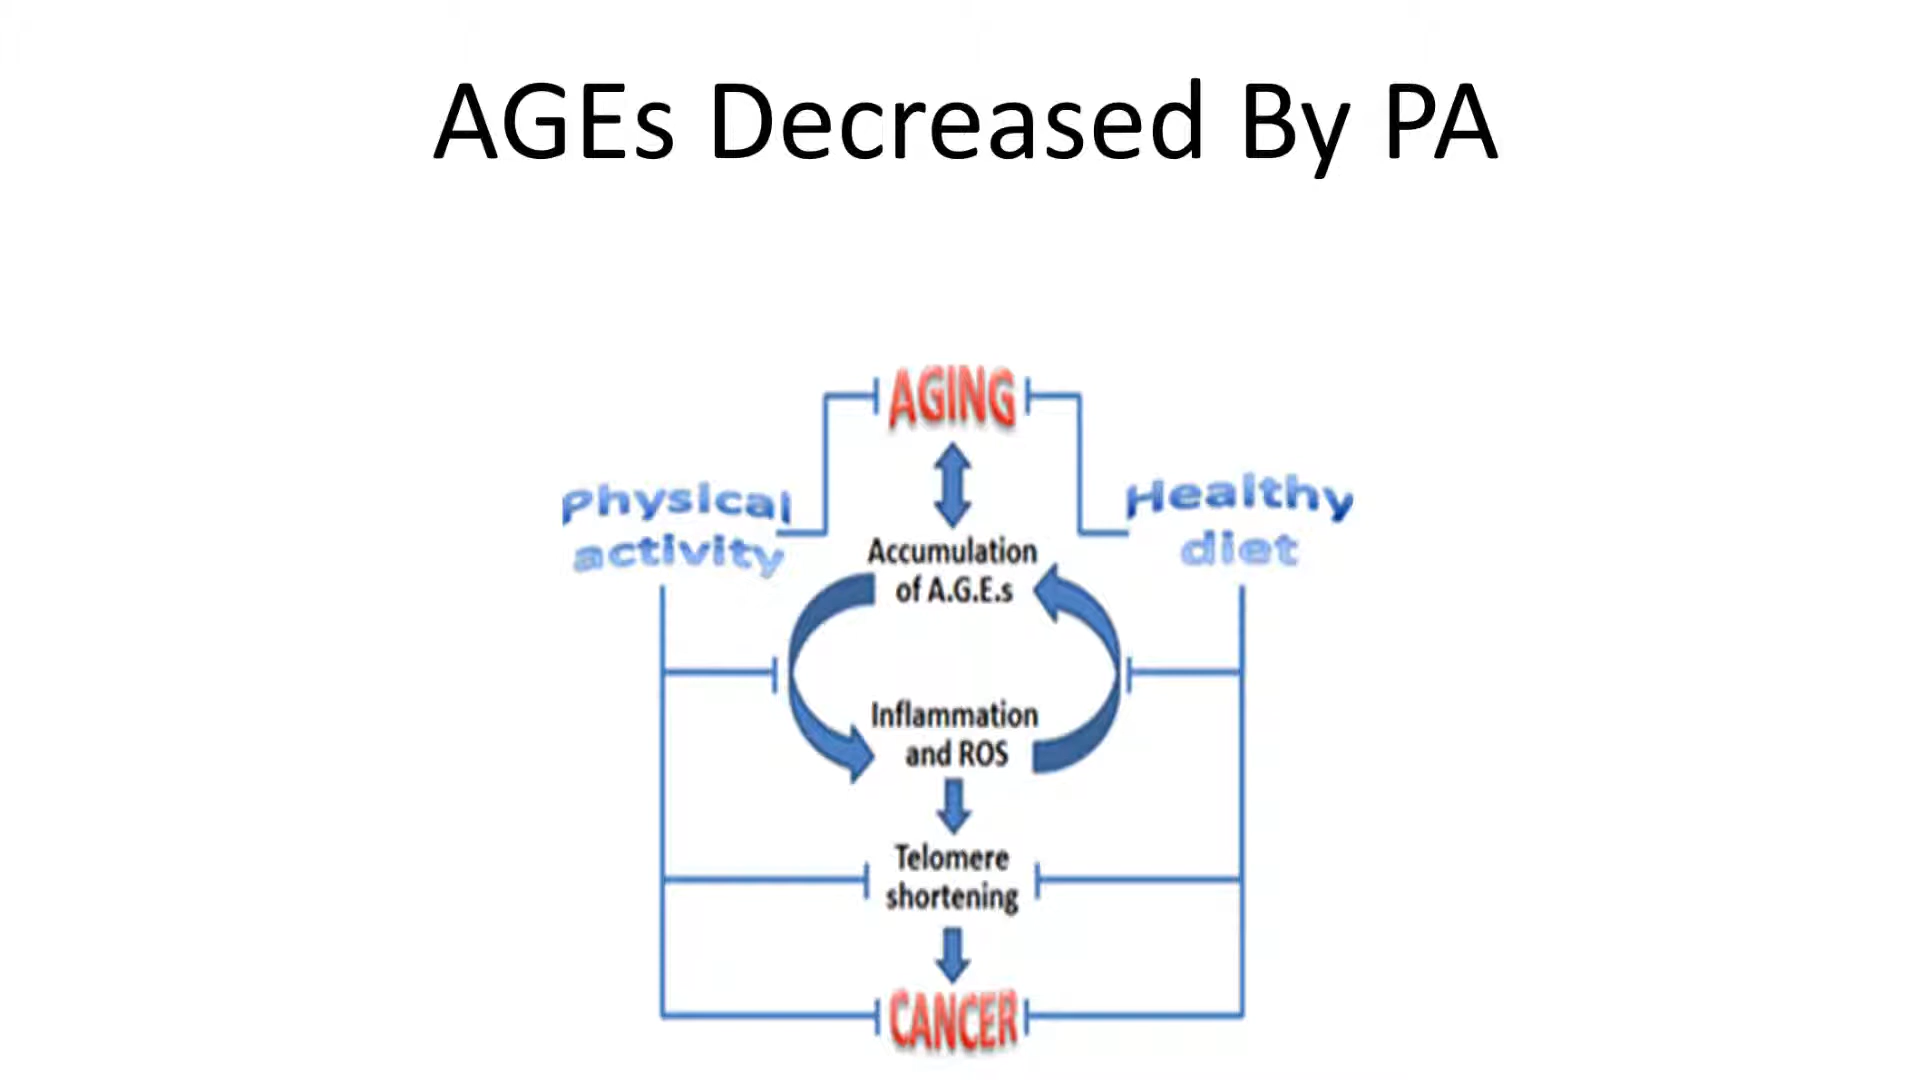 AGEs Decreased By PA
AGING
Physical
activity
Healthy
diet
Accumulation
of A.G.E.s
Inflammation
and ROS
Telomere
shortening
CANCER